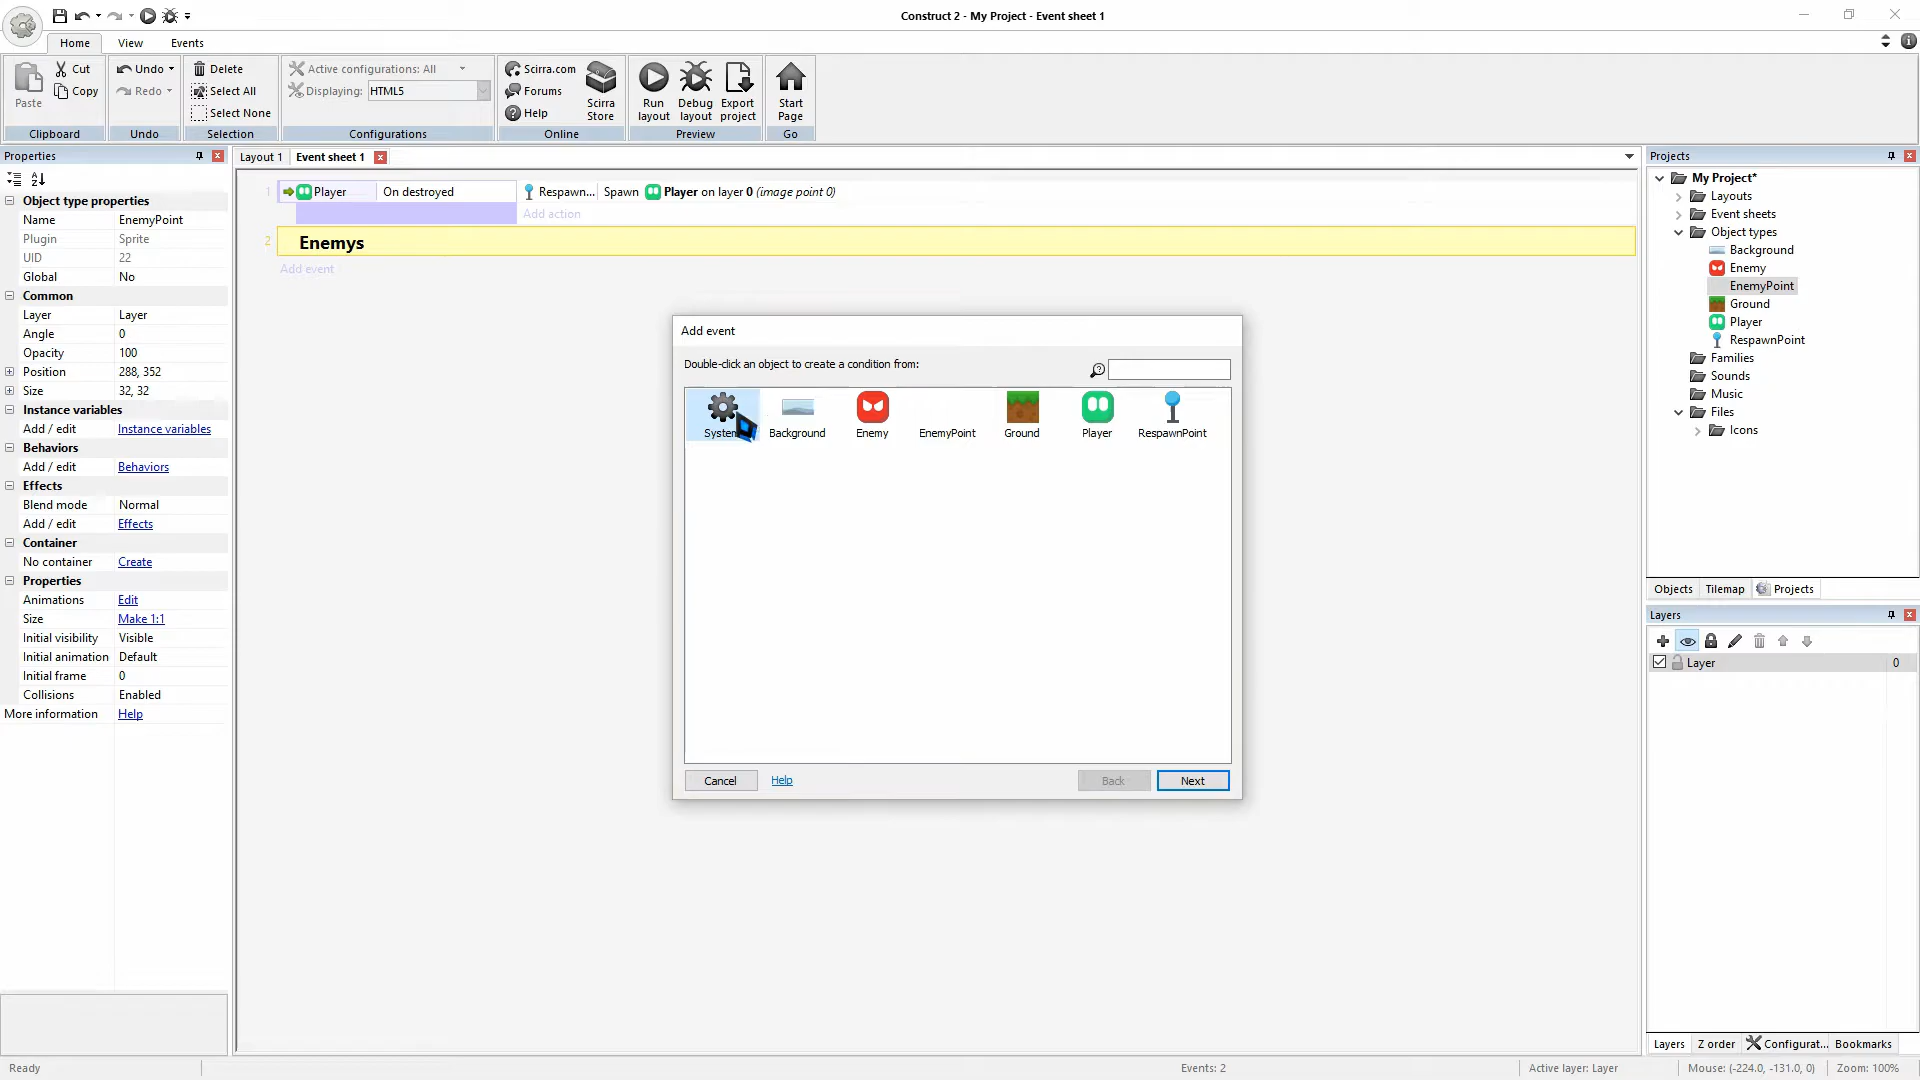 Construct 2 - My Project - Event sheet 1
Home View Events
Paste Cut Copy Clipboard
Undo Redo Undo
Delete Select All Select None Selection
Active configurations: All
Displaying: HTML5
Configurations
Scirra.com Forums Help Scirra Store Online
Run layout Debug layout Export project Preview
Start Page Go
Properties
Object type properties
Name EnemyPoint
Plugin Sprite
UID 22
Global No
Common
Layer Layer
Angle 0
Opacity 100
Position 288, 352
Size 32, 32
Instance variables
Add / edit Instance variables
Behaviors
Add / edit Behaviors
Effects
Blend mode Normal
Add / edit Effects
Container
No container Create
Properties
Animations Edit
Size Make 1:1
Initial visibility Visible
Initial animation Default
Initial frame 0
Collisions Enabled
More information Help
Layout 1 Event sheet 1
1 Player On destroyed Respawn... Spawn Player on layer 0 (image point 0)
Add action
2 Enemys
Add event
Add event
Double-click an object to create a condition from:
System Background Enemy EnemyPoint Ground Player RespawnPoint
Cancel Help Back Next
Projects
My Project*
Layouts
Event sheets
Object types
Background
Enemy
EnemyPoint
Ground
Player
RespawnPoint
Families
Sounds
Music
Files
Icons
Objects Tilemap Projects
Layers
Layer 0
Layers Z order Configurat... Bookmarks
Ready Events: 2 Active layer: Layer Mouse: (-224.0, -131.0, 0) Zoom: 100%